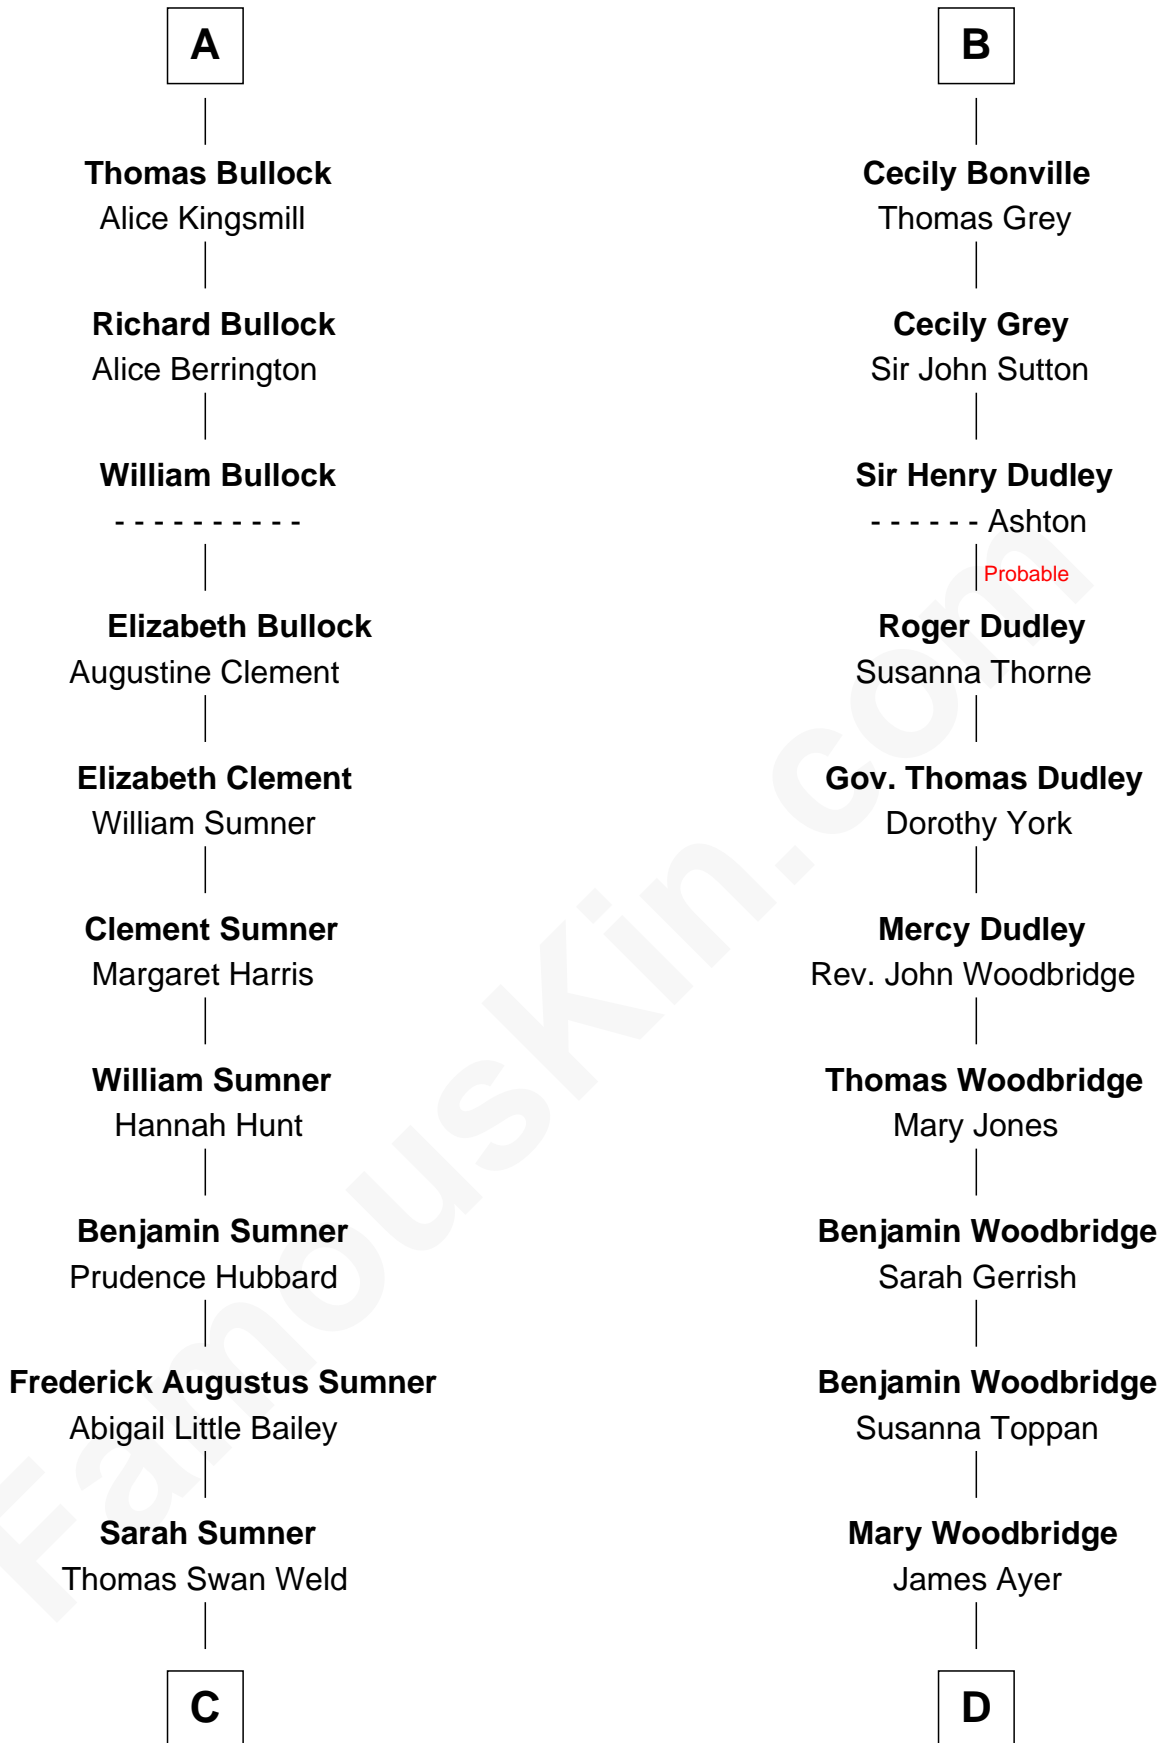 A
Thomas Bullock
Alice Kingsmill
Richard Bullock
Alice Berrington
William Bullock
- - - - - - - - - -
Elizabeth Bullock
Augustine Clement
Elizabeth Clement
William Sumner
Clement Sumner
Margaret Harris
William Sumner
Hannah Hunt
Benjamin Sumner
Prudence Hubbard
Frederick Augustus Sumner
Abigail Little Bailey
Sarah Sumner
Thomas Swan Weld
C
B
Cecily Bonville
Thomas Grey
Cecily Grey
Sir John Sutton
Sir Henry Dudley
- - - - - - Ashton
Probable
Roger Dudley
Susanna Thorne
Gov. Thomas Dudley
Dorothy York
Mercy Dudley
Rev. John Woodbridge
Thomas Woodbridge
Mary Jones
Benjamin Woodbridge
Sarah Gerrish
Benjamin Woodbridge
Susanna Toppan
Mary Woodbridge
James Ayer
D
FamousKin.com